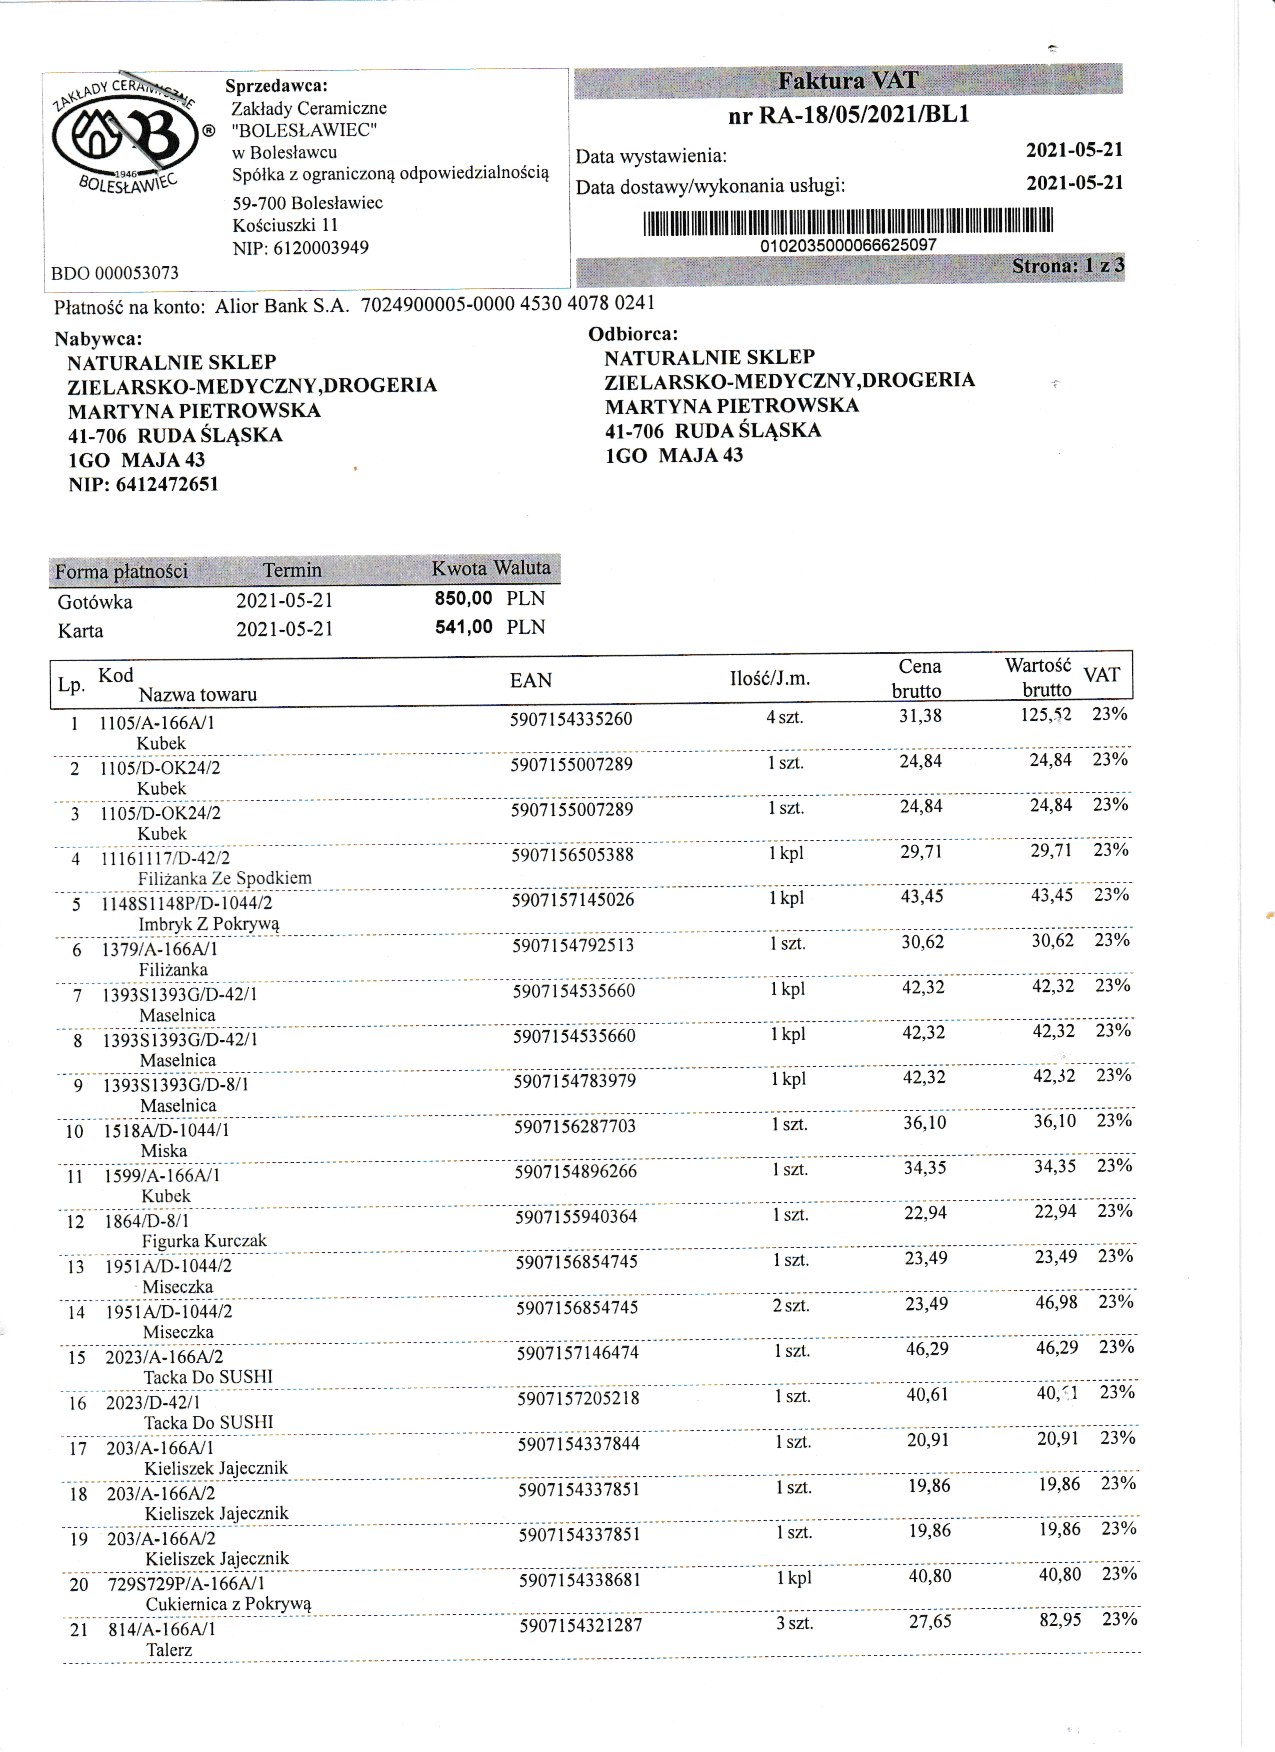 ZAKŁADY CERAMICZNE
1946
BOLESŁAWIEC
®
BDO 000053073
Sprzedawca:
Zakłady Ceramiczne
"BOLESŁAWIEC"
w Bolesławcu
Spółka z ograniczoną odpowiedzialnością
59-700 Bolesławiec
Kościuszki 11
NIP: 6120003949
Faktura VAT
nr RA-18/05/2021/BL1
Data wystawienia: 2021-05-21
Data dostawy/wykonania usługi: 2021-05-21
0102035000066625097
Strona: 1 z 3
Płatność na konto: Alior Bank S.A. 7024900005-0000 4530 4078 0241
Nabywca:
NATURALNIE SKLEP
ZIELARSKO-MEDYCZNY,DROGERIA
MARTYNA PIETROWSKA
41-706 RUDA ŚLĄSKA
1GO MAJA 43
NIP: 6412472651
Odbiorca:
NATURALNIE SKLEP
ZIELARSKO-MEDYCZNY,DROGERIA
MARTYNA PIETROWSKA
41-706 RUDA ŚLĄSKA
1GO MAJA 43
Forma płatności Termin Kwota Waluta
Gotówka 2021-05-21 850,00 PLN
Karta 2021-05-21 541,00 PLN
Lp. Kod Nazwa towaru EAN Ilość/J.m. Cena brutto Wartość brutto VAT
1 1105/A-166A/1 5907154335260 4 szt. 31,38 125,52 23%
Kubek
2 1105/D-OK24/2 5907155007289 1 szt. 24,84 24,84 23%
Kubek
3 1105/D-OK24/2 5907155007289 1 szt. 24,84 24,84 23%
Kubek
4 11161117/D-42/2 5907156505388 1 kpl 29,71 29,71 23%
Filiżanka Ze Spodkiem
5 1148S1148P/D-1044/2 5907157145026 1 kpl 43,45 43,45 23%
Imbryk Z Pokrywą
6 1379/A-166A/1 5907154792513 1 szt. 30,62 30,62 23%
Filiżanka
7 1393S1393G/D-42/1 5907154535660 1 kpl 42,32 42,32 23%
Maselnica
8 1393S1393G/D-42/1 5907154535660 1 kpl 42,32 42,32 23%
Maselnica
9 1393S1393G/D-8/1 5907154783979 1 kpl 42,32 42,32 23%
Maselnica
10 1518A/D-1044/1 5907156287703 1 szt. 36,10 36,10 23%
Miska
11 1599/A-166A/1 5907154896266 1 szt. 34,35 34,35 23%
Kubek
12 1864/D-8/1 5907155940364 1 szt. 22,94 22,94 23%
Figurka Kurczak
13 1951A/D-1044/2 5907156854745 1 szt. 23,49 23,49 23%
Miseczka
14 1951A/D-1044/2 5907156854745 2 szt. 23,49 46,98 23%
Miseczka
15 2023/A-166A/2 5907157146474 1 szt. 46,29 46,29 23%
Tacka Do SUSHI
16 2023/D-42/1 5907157205218 1 szt. 40,61 40,61 23%
Tacka Do SUSHI
17 203/A-166A/1 5907154337844 1 szt. 20,91 20,91 23%
Kieliszek Jajecznik
18 203/A-166A/2 5907154337851 1 szt. 19,86 19,86 23%
Kieliszek Jajecznik
19 203/A-166A/2 5907154337851 1 szt. 19,86 19,86 23%
Kieliszek Jajecznik
20 729S729P/A-166A/1 5907154338681 1 kpl 40,80 40,80 23%
Cukiernica z Pokrywą
21 814/A-166A/1 5907154321287 3 szt. 27,65 82,95 23%
Talerz